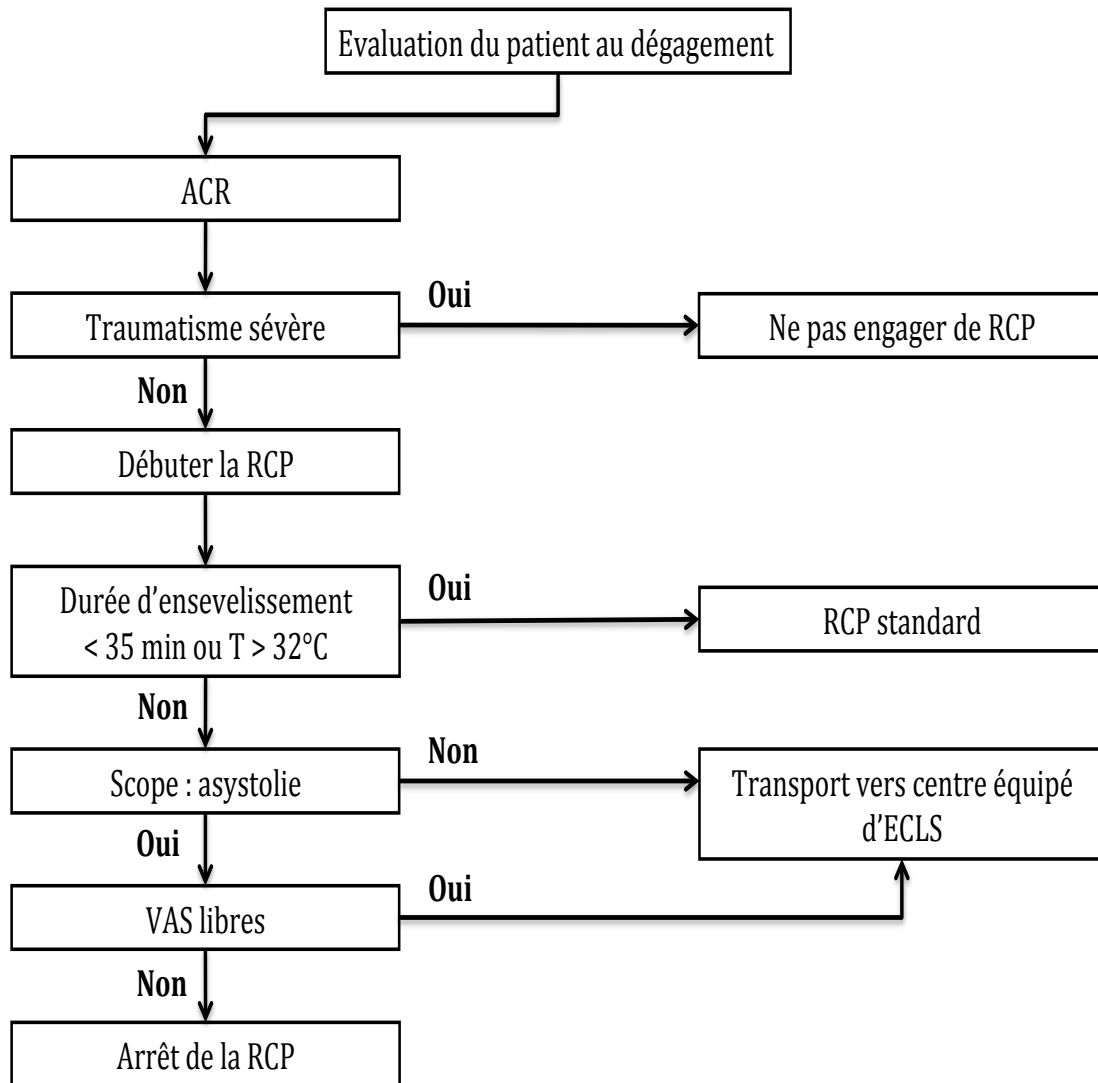 Evaluation du patient au dégagement
ACR
Traumatisme sévère
Oui
Ne pas engager de RCP
Non
Débuter la RCP
Durée d'ensevelissement
< 35 min ou T > 32°C
Oui
RCP standard
Non
Scope : asystolie
Non
Transport vers centre équipé
d'ECLS
Oui
VAS libres
Oui
Non
Arrêt de la RCP